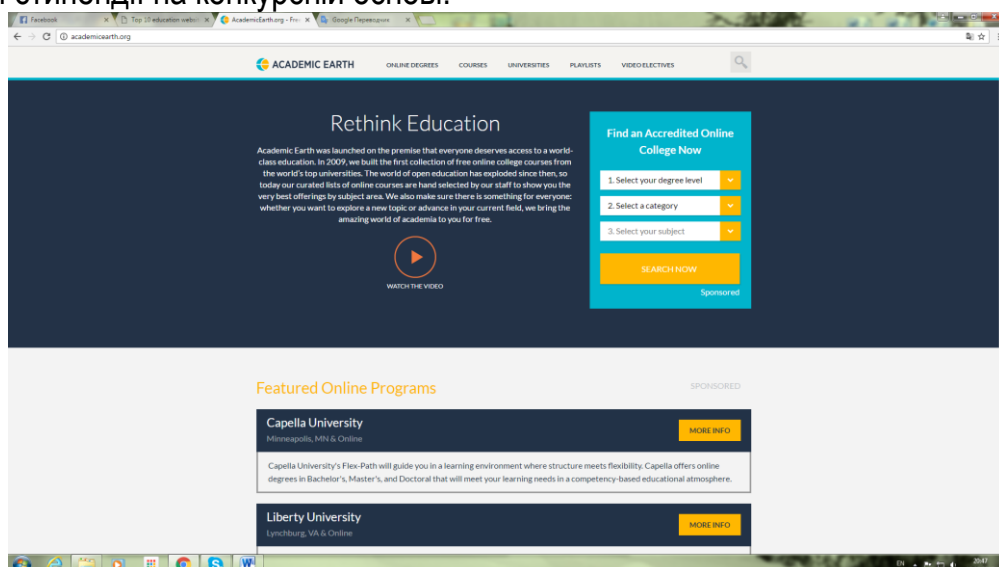 стипендії на конкуреній основі.
Facebook
Top 10 education websi
AcademicEarth.org - Fre
Google Переводчик
academicearth.org
ACADEMIC EARTH
ONLINE DEGREES
COURSES
UNIVERSITIES
PLAYLISTS
VIDEO ELECTIVES
Rethink Education
Academic Earth was launched on the premise that everyone deserves access to a world-
class education. In 2009, we built the first collection of free online college courses from
the world's top universities. The world of open education has exploded since then, so
today our curated lists of online courses are hand selected by our staff to show you the
very best offerings by subject area. We also make sure there is something for everyone:
whether you want to explore a new topic or advance in your current field, we bring the
amazing world of academia to you for free.
WATCH THE VIDEO
Find an Accredited Online
College Now
1. Select your degree level
2. Select a category
3. Select your subject
SEARCH NOW
Sponsored
Featured Online Programs
SPONSORED
Capella University
Minneapolis, MN & Online
MORE INFO
Capella University's Flex-Path will guide you in a learning environment where structure meets flexibility. Capella offers online
degrees in Bachelor's, Master's, and Doctoral that will meet your learning needs in a competency-based educational atmosphere.
Liberty University
Lynchburg, VA & Online
MORE INFO
EN
20:47